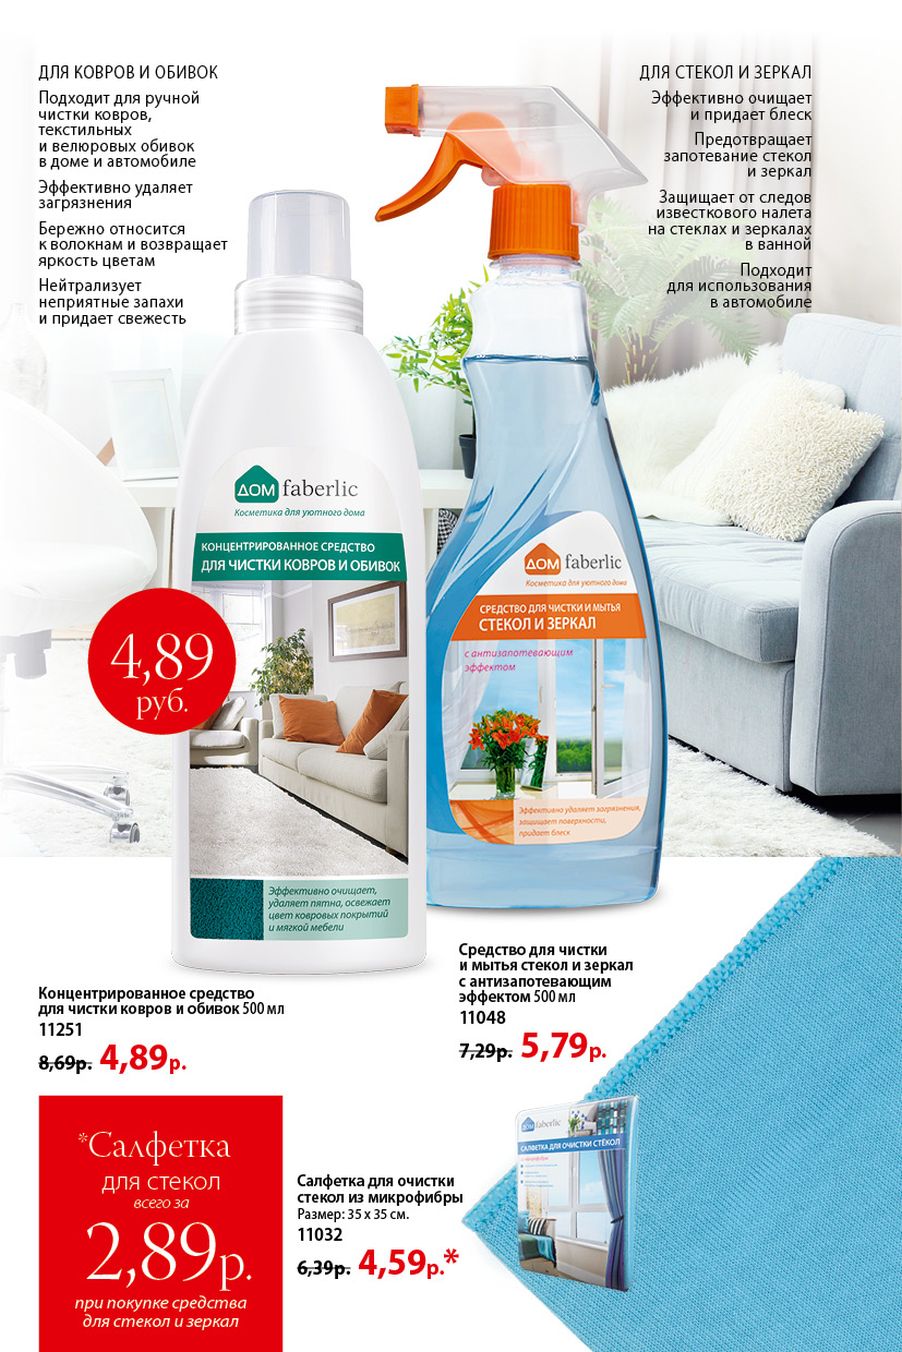 ДЛЯ КОВРОВ И ОБИВОК
Подходит для ручной
чистки ковров,
текстильных
и велюровых обивок
в доме и автомобиле
Эффективно удаляет
загрязнения
Бережно относится
к волокнам и возвращает
яркость цветам
Нейтрализует
неприятные запахи
и придает свежесть
ДЛЯ СТЕКОЛ И ЗЕРКАЛ
Эффективно очищает
и придает блеск
Предотвращает
запотевание стекол
и зеркал
Защищает от следов
известкового налета
на стеклах и зеркалах
в ванной
Подходит
для использования
в автомобиле
ДОМ faberlic
Косметика для уютного дома
КОНЦЕНТРИРОВАННОЕ СРЕДСТВО
ДЛЯ ЧИСТКИ КОВРОВ И ОБИВОК
Эффективно очищает,
удаляет пятна, освежает
цвет ковровых покрытий
и мягкой мебели
ДОМ faberlic
Косметика для уютного дома
СРЕДСТВО ДЛЯ ЧИСТКИ И МЫТЬЯ
СТЕКОЛ И ЗЕРКАЛ
с антизапотевающим
эффектом
Эффективно удаляет загрязнения,
защищает поверхности,
придает блеск
4,89
руб.
Концентрированное средство
для чистки ковров и обивок 500 мл
11251
8,69р. 4,89р.
Средство для чистки
и мытья стекол и зеркал
с антизапотевающим
эффектом 500 мл
11048
7,29р. 5,79р.
*Салфетка
для стекол
всего за
2,89р.
при покупке средства
для стекол и зеркал
Салфетка для очистки
стекол из микрофибры
Размер: 35 х 35 см.
11032
6,39р. 4,59р.*
ДОМ faberlic
САЛФЕТКА ДЛЯ ОЧИСТКИ СТЕКОЛ